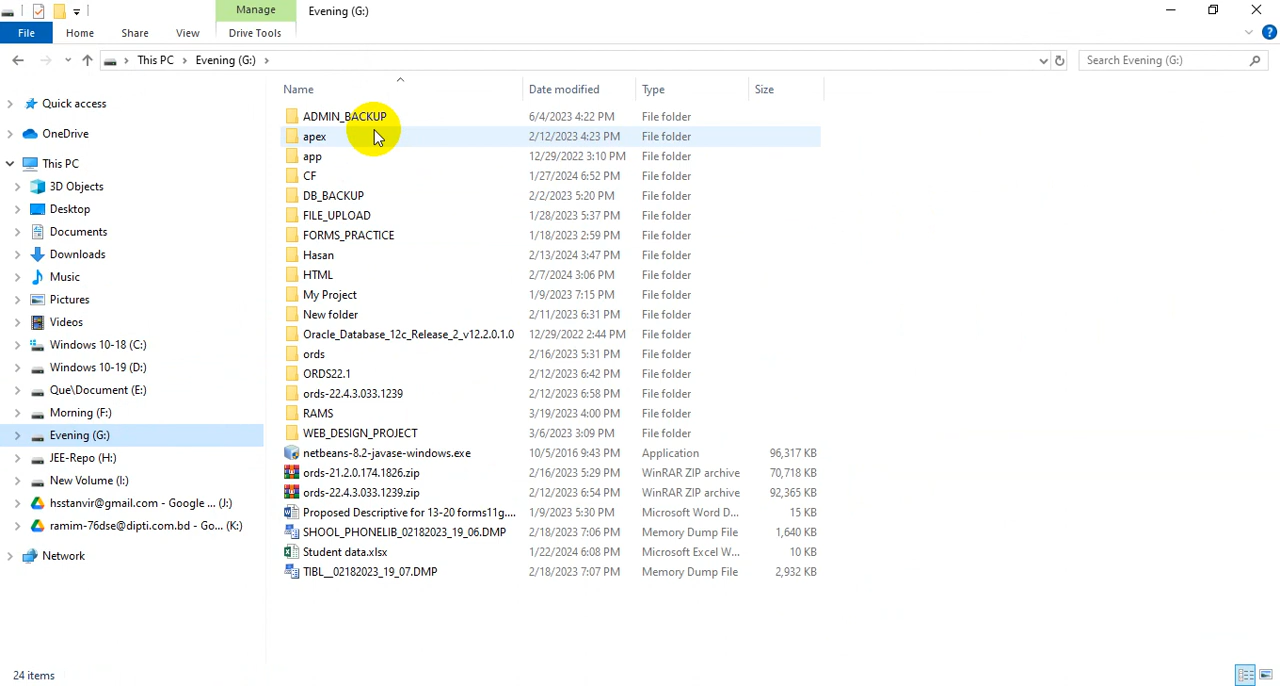 Manage
Evening (G:)
File
Home
Share
View
Drive Tools
This PC
Evening (G:)
Search Evening (G:)
Name
Date modified
Type
Size
Quick access
OneDrive
This PC
3D Objects
Desktop
Documents
Downloads
Music
Pictures
Videos
Windows 10-18 (C:)
Windows 10-19 (D:)
Que\Document (E:)
Morning (F:)
Evening (G:)
JEE-Repo (H:)
New Volume (I:)
hsstanvir@gmail.com - Google ... (J:)
ramim-76dse@dipti.com.bd - Go... (K:)
Network
ADMIN_BACKUP 6/4/2023 4:22 PM File folder
apex 2/12/2023 4:23 PM File folder
app 12/29/2022 3:10 PM File folder
CF 1/27/2024 6:52 PM File folder
DB_BACKUP 2/2/2023 5:20 PM File folder
FILE_UPLOAD 1/28/2023 5:37 PM File folder
FORMS_PRACTICE 1/18/2023 2:59 PM File folder
Hasan 2/13/2024 3:47 PM File folder
HTML 2/7/2024 3:06 PM File folder
My Project 1/9/2023 7:15 PM File folder
New folder 2/11/2023 6:31 PM File folder
Oracle_Database_12c_Release_2_v12.2.0.1.0 12/29/2022 2:44 PM File folder
ords 2/16/2023 5:31 PM File folder
ORDS22.1 2/12/2023 6:42 PM File folder
ords-22.4.3.033.1239 2/12/2023 6:58 PM File folder
RAMS 3/19/2023 4:00 PM File folder
WEB_DESIGN_PROJECT 3/6/2023 3:09 PM File folder
netbeans-8.2-javase-windows.exe 10/5/2016 9:43 PM Application 96,317 KB
ords-21.2.0.174.1826.zip 2/16/2023 5:29 PM WinRAR ZIP archive 70,718 KB
ords-22.4.3.033.1239.zip 2/12/2023 6:54 PM WinRAR ZIP archive 92,365 KB
Proposed Descriptive for 13-20 forms11g.... 1/9/2023 5:30 PM Microsoft Word D... 15 KB
SHOOL_PHONELIB_02182023_19_06.DMP 2/18/2023 7:06 PM Memory Dump File 1,640 KB
Student data.xlsx 1/22/2024 6:08 PM Microsoft Excel W... 10 KB
TIBL__02182023_19_07.DMP 2/18/2023 7:07 PM Memory Dump File 2,932 KB
24 items